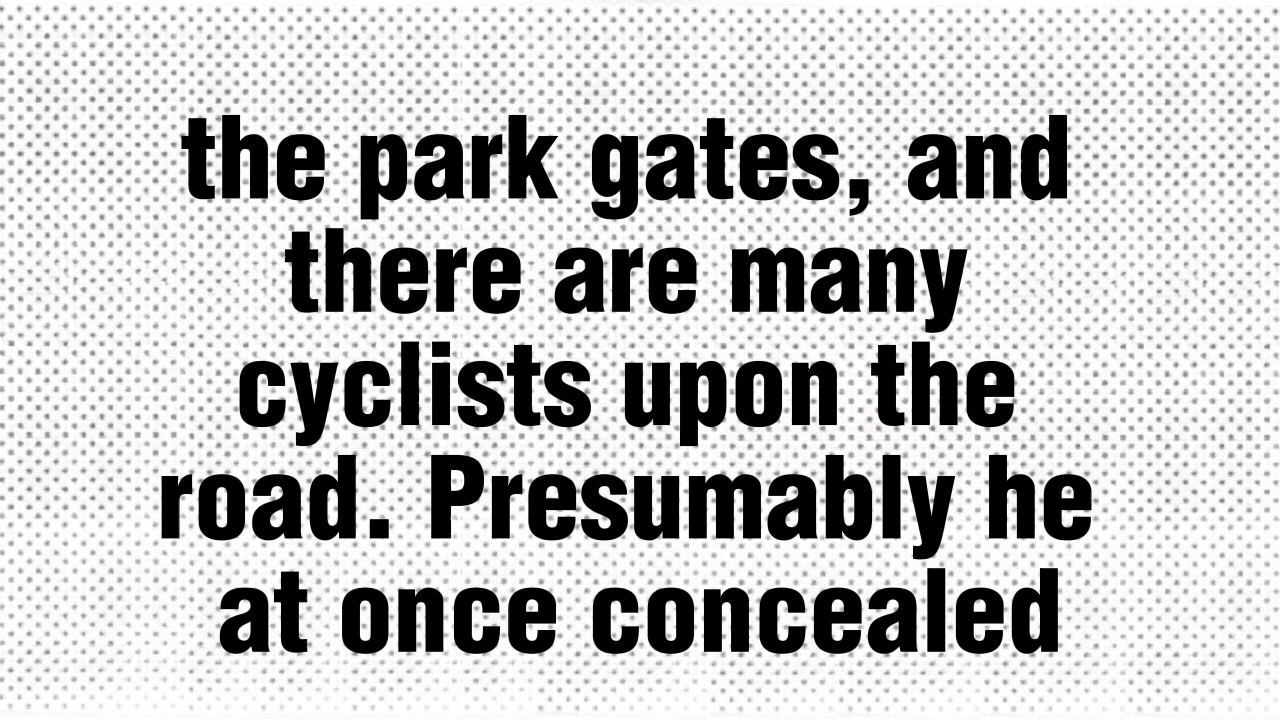 the park gates, and
there are many
cyclists upon the
road. Presumably he
at once concealed